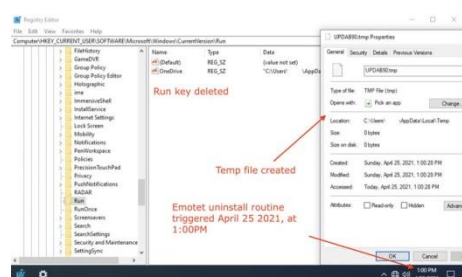 Registry Editor
File Edit View Favorites Help
Computer\HKEY_CURRENT_USER\SOFTWARE\Microsoft\Windows\CurrentVersion\Run
FileHistory
GameDVR
Group Policy
Group Policy Editor
Holographic
ime
ImmersiveShell
InstallService
Internet Settings
Lock Screen
Mobility
Notifications
PenWorkspace
Policies
PrecisionTouchPad
Privacy
PushNotifications
RADAR
Run
RunOnce
Screensavers
Search
SearchSettings
Security and Maintenance
SettingSync
Name Type Data
(Default) REG_SZ (value not set)
OneDrive REG_SZ "C:\Users\ \AppDa
Run key deleted
Temp file created
Emotet uninstall routine
triggered April 25 2021, at
1:00PM
UPDAB90.tmp Properties
General Security Details Previous Versions
UPDAB90.tmp
Type of file: TMP File (.tmp)
Opens with: Pick an app Change.
Location: C:\Users\ \AppData\Local\Temp
Size: 0 bytes
Size on disk: 0 bytes
Created: Sunday, April 25, 2021, 1:00:28 PM
Modified: Sunday, April 25, 2021, 1:00:28 PM
Accessed: Today, April 25, 2021, 1:00:28 PM
Attributes: Read-only Hidden Advan
OK Cancel
1:00 PM